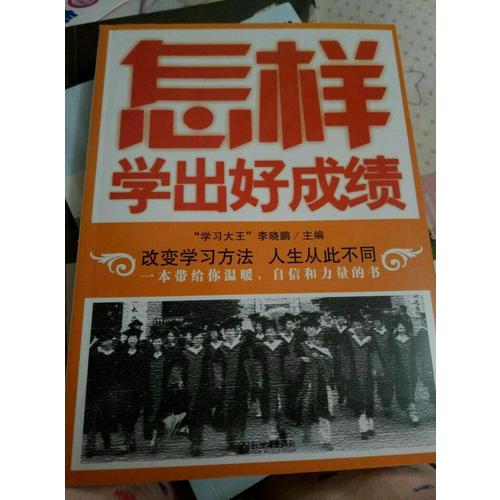 怎样
学出好成绩
“学习大王”李晓鹏/主编
改变学习方法 人生从此不同
一本带给你温暖、自信和力量的书